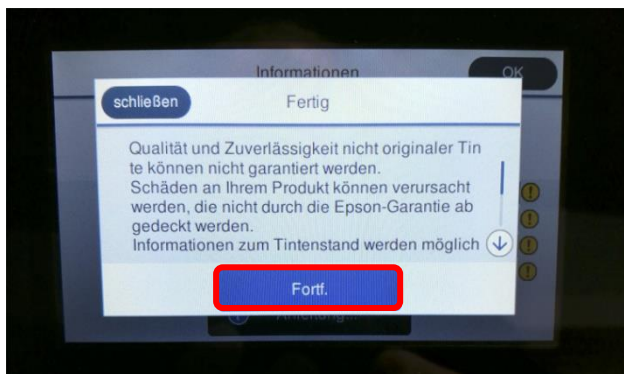 Informationen
OK
schließen
Fertig
Qualität und Zuverlässigkeit nicht originaler Tin
te können nicht garantiert werden.
Schäden an Ihrem Produkt können verursacht
werden, die nicht durch die Epson-Garantie ab
gedeckt werden.
Informationen zum Tintenstand werden möglich
Fortf.
Anleitung...